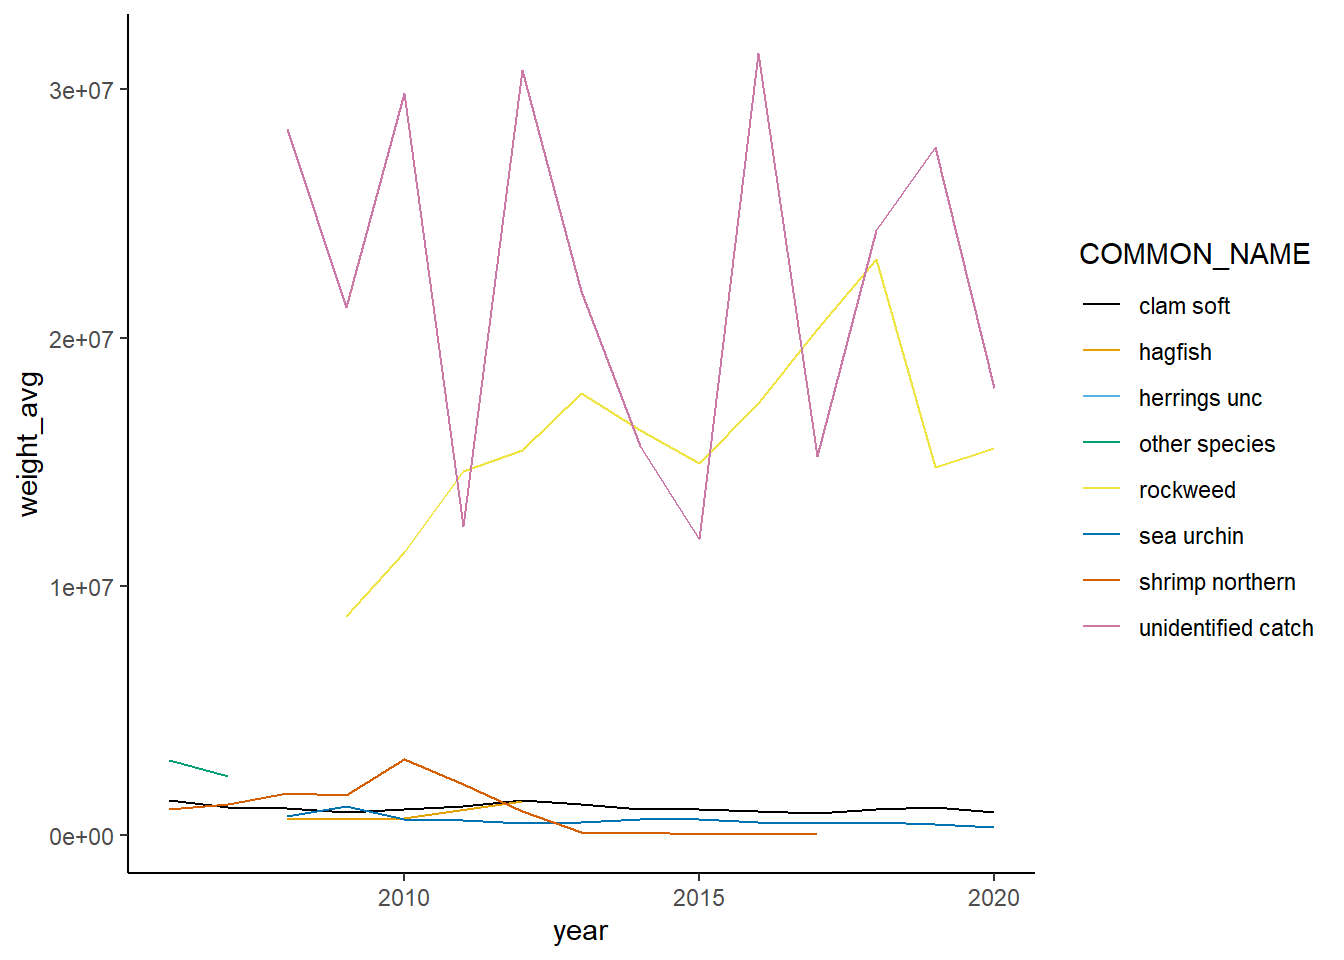 3e+07
2e+07
1e+07
0e+00
weight_avg
2010
2015
2020
year
COMMON_NAME
clam soft
hagfish
herrings unc
other species
rockweed
sea urchin
shrimp northern
unidentified catch